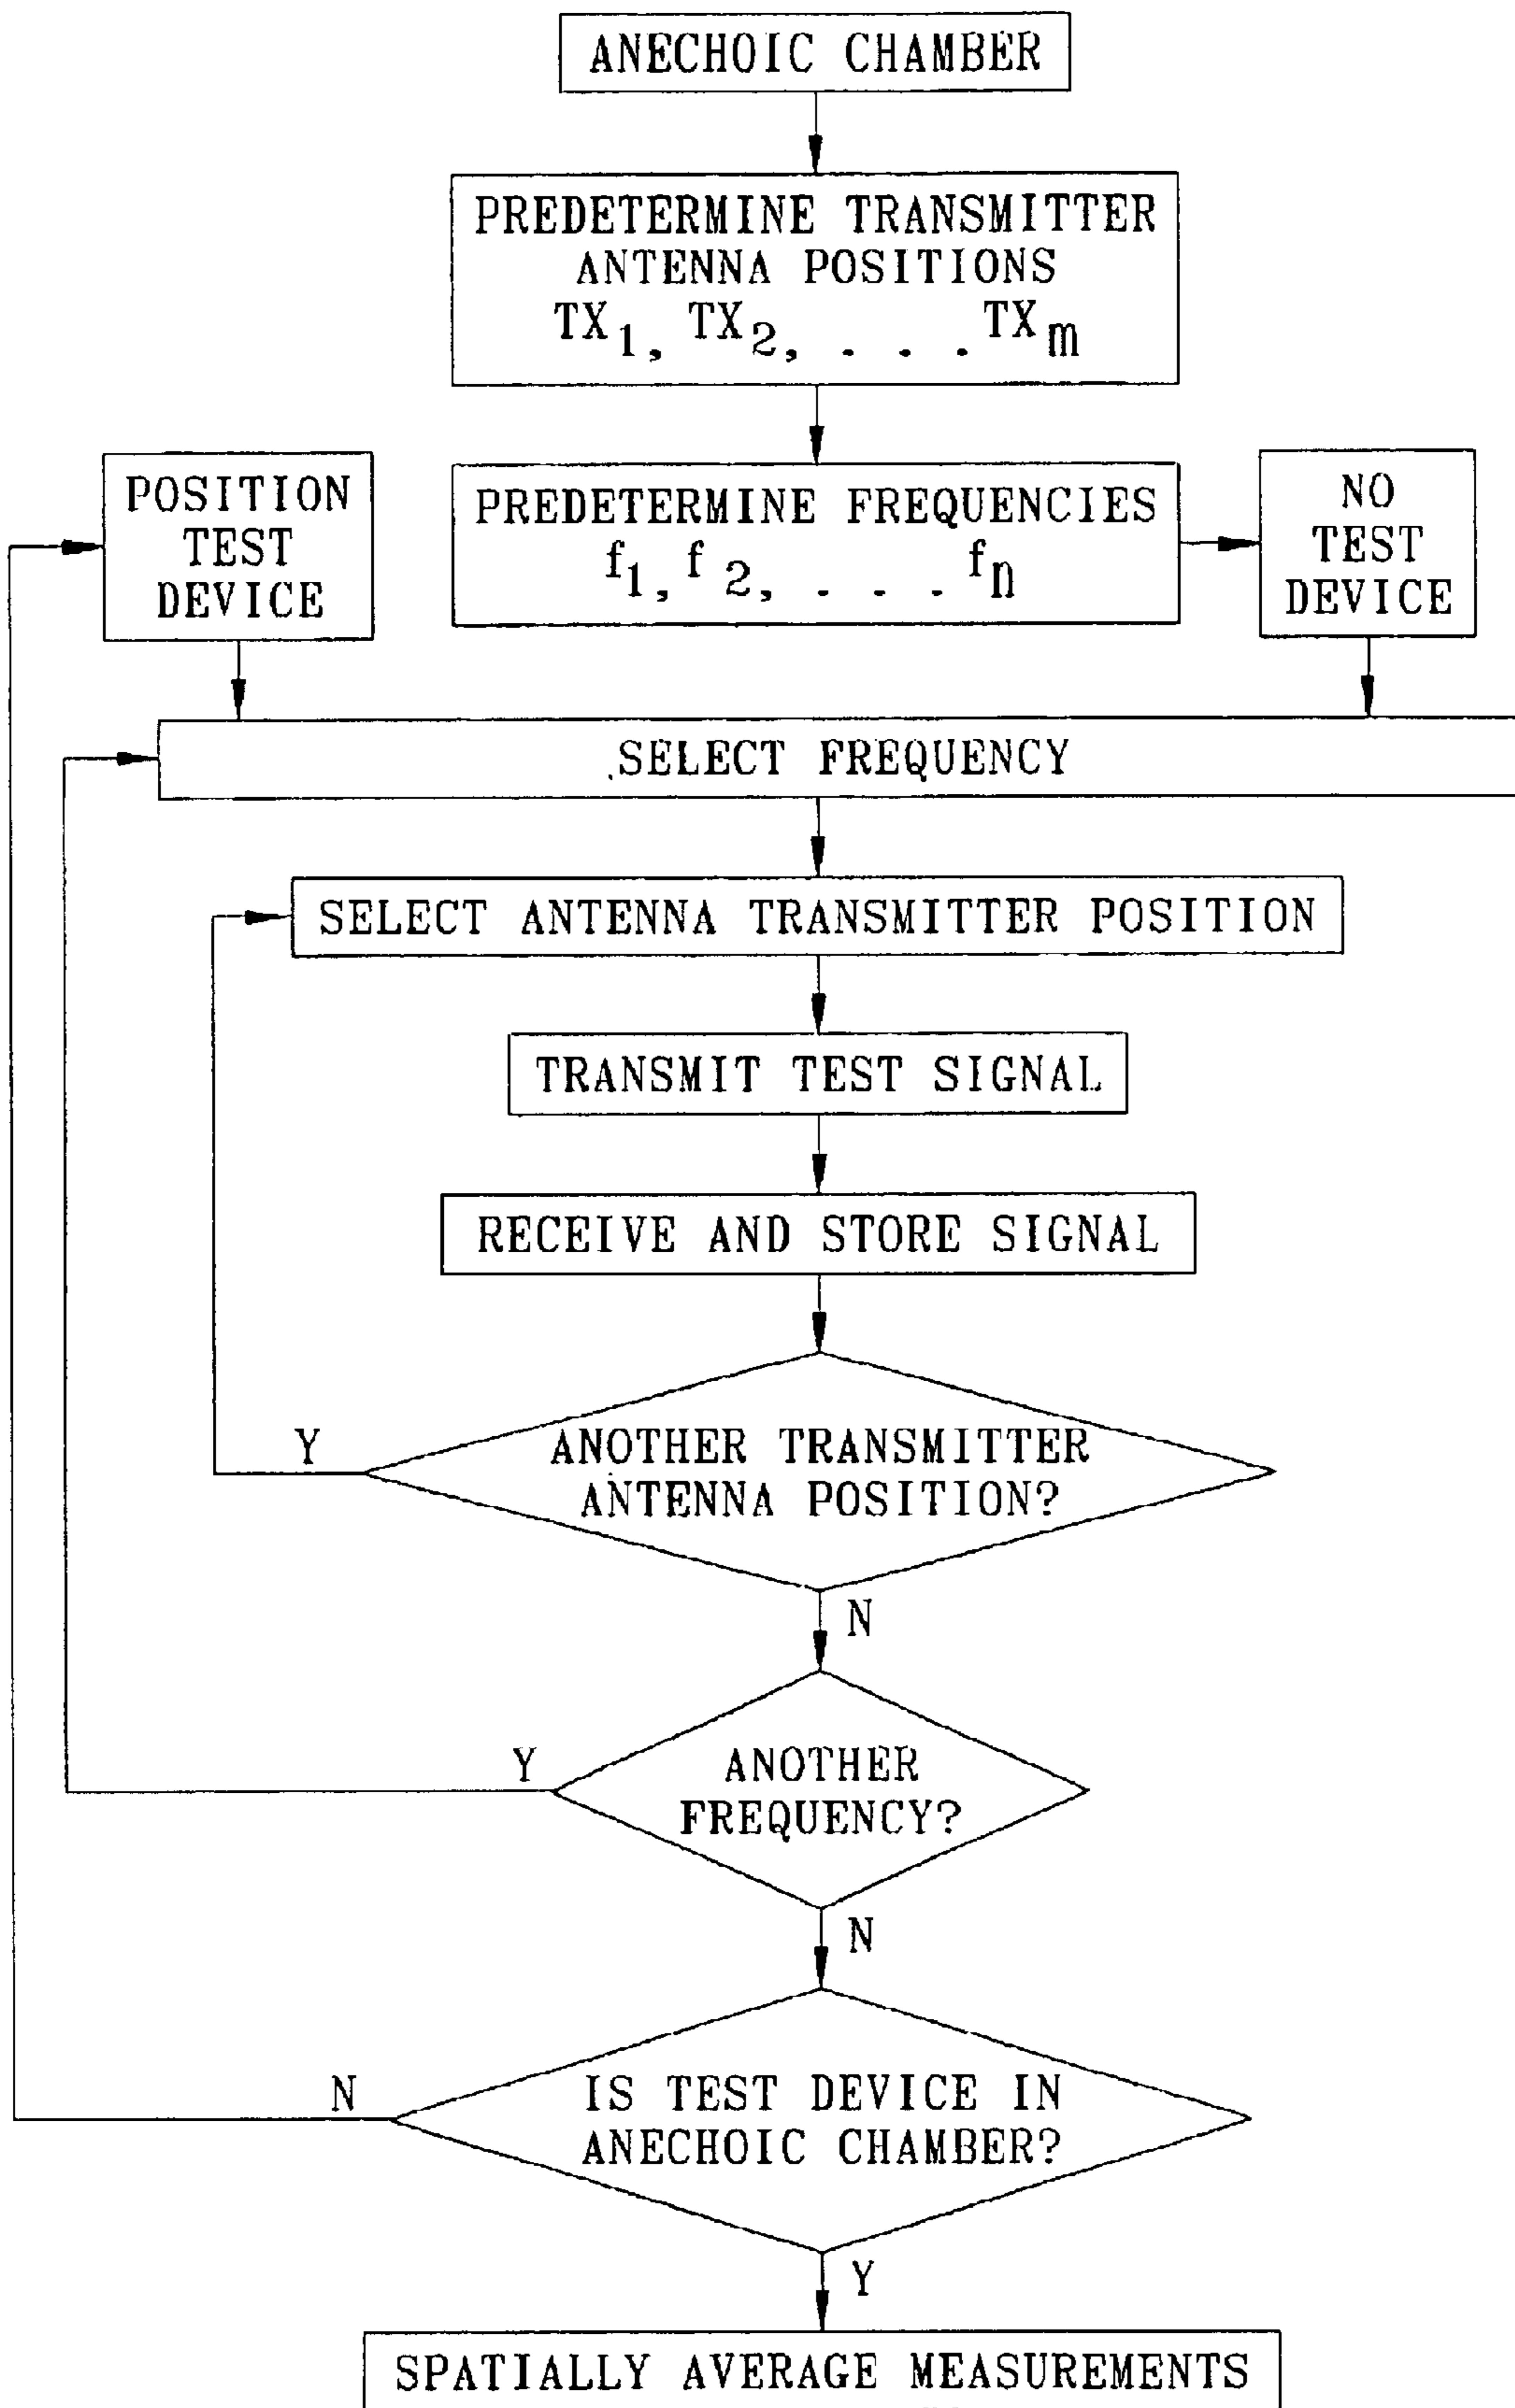 ANECHOIC CHAMBER
PREDETERMINE TRANSMITTER
ANTENNA POSITIONS
TX1, TX2, . . . TXm
POSITION
TEST
DEVICE
PREDETERMINE FREQUENCIES
f1, f2, . . . fn
NO
TEST
DEVICE
SELECT FREQUENCY
SELECT ANTENNA TRANSMITTER POSITION
TRANSMIT TEST SIGNAL
RECEIVE AND STORE SIGNAL
Y
ANOTHER TRANSMITTER
ANTENNA POSITION?
N
Y
ANOTHER
FREQUENCY?
N
N
IS TEST DEVICE IN
ANECHOIC CHAMBER?
Y
SPATIALLY AVERAGE MEASUREMENTS